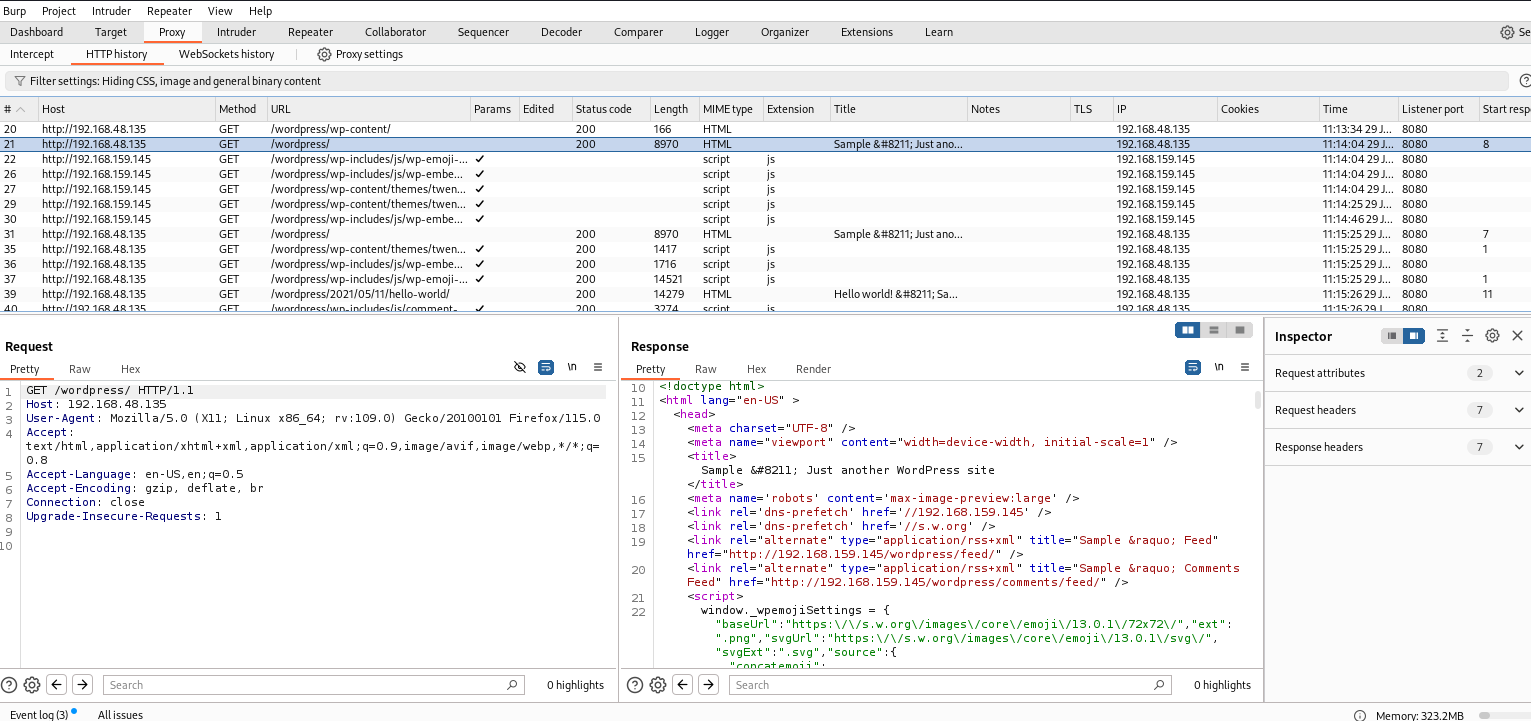 Burp Project Intruder Repeater View Help
Dashboard Target Proxy Intruder Repeater Collaborator Sequencer Decoder Comparer Logger Organizer Extensions Learn Se
Intercept HTTP history WebSockets history Proxy settings
Filter settings: Hiding CSS, image and general binary content
# Host Method URL Params Edited Status code Length MIME type Extension Title Notes TLS IP Cookies Time Listener port Start resp
20 http://192.168.48.135 GET /wordpress/wp-content/ 200 166 HTML 192.168.48.135 11:13:34 29 J... 8080
21 http://192.168.48.135 GET /wordpress/ 200 8970 HTML Sample &#8211; Just ano... 192.168.48.135 11:14:04 29 J... 8080 8
22 http://192.168.159.145 GET /wordpress/wp-includes/js/wp-emoji-... ✓ script js 192.168.159.145 11:14:04 29 J... 8080
26 http://192.168.159.145 GET /wordpress/wp-includes/js/wp-embe... ✓ script js 192.168.159.145 11:14:04 29 J... 8080
27 http://192.168.159.145 GET /wordpress/wp-content/themes/twen... ✓ script js 192.168.159.145 11:14:04 29 J... 8080
29 http://192.168.159.145 GET /wordpress/wp-content/themes/twen... ✓ script js 192.168.159.145 11:14:25 29 J... 8080
30 http://192.168.159.145 GET /wordpress/wp-includes/js/wp-embe... ✓ script js 192.168.159.145 11:14:46 29 J... 8080
31 http://192.168.48.135 GET /wordpress/ 200 8970 HTML Sample &#8211; Just ano... 192.168.48.135 11:15:25 29 J... 8080 7
35 http://192.168.48.135 GET /wordpress/wp-content/themes/twen... ✓ 200 1417 script js 192.168.48.135 11:15:25 29 J... 8080 1
36 http://192.168.48.135 GET /wordpress/wp-includes/js/wp-embe... ✓ 200 1716 script js 192.168.48.135 11:15:25 29 J... 8080
37 http://192.168.48.135 GET /wordpress/wp-includes/js/wp-emoji-... ✓ 200 14521 script js 192.168.48.135 11:15:25 29 J... 8080 1
39 http://192.168.48.135 GET /wordpress/2021/05/11/hello-world/ 200 14279 HTML Hello world! &#8211; Sa... 192.168.48.135 11:15:26 29 J... 8080 11
40 http://192.168.48.135 GET /wordpress/wp-includes/js/comment- ✓ 200 3274 script js 192.168.48.135 11:15:26 29 J... 8080
Request
Pretty Raw Hex \n
1 GET /wordpress/ HTTP/1.1
2 Host: 192.168.48.135
3 User-Agent: Mozilla/5.0 (X11; Linux x86_64; rv:109.0) Gecko/20100101 Firefox/115.0
4 Accept:
text/html,application/xhtml+xml,application/xml;q=0.9,image/avif,image/webp,*/*;q=
0.8
5 Accept-Language: en-US,en;q=0.5
6 Accept-Encoding: gzip, deflate, br
7 Connection: close
8 Upgrade-Insecure-Requests: 1
9
10
Search 0 highlights
Response
Pretty Raw Hex Render \n
10 <!doctype html>
11 <html lang="en-US" >
12 <head>
13 <meta charset="UTF-8" />
14 <meta name="viewport" content="width=device-width, initial-scale=1" />
15 <title>
Sample &#8211; Just another WordPress site
</title>
16 <meta name='robots' content='max-image-preview:large' />
17 <link rel='dns-prefetch' href='//192.168.159.145' />
18 <link rel='dns-prefetch' href='//s.w.org' />
19 <link rel="alternate" type="application/rss+xml" title="Sample &raquo; Feed"
href="http://192.168.159.145/wordpress/feed/" />
20 <link rel="alternate" type="application/rss+xml" title="Sample &raquo; Comments
Feed" href="http://192.168.159.145/wordpress/comments/feed/" />
21 <script>
22 window._wpemojiSettings = {
"baseUrl":"https:\/\/s.w.org\/images\/core\/emoji\/13.0.1\/72x72\/","ext":
".png","svgUrl":"https:\/\/s.w.org\/images\/core\/emoji\/13.0.1\/svg\/",
"svgExt":".svg","source":{
"concatemoji":
Search 0 highlights
Inspector
Request attributes 2
Request headers 7
Response headers 7
Event log (3) All issues Memory: 323.2MB